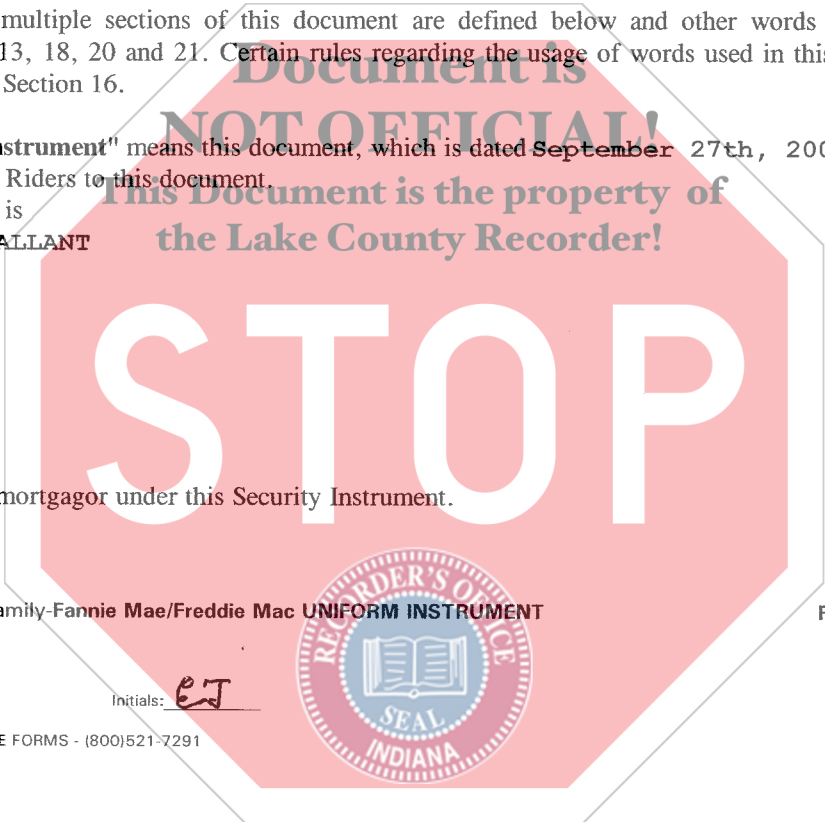 multiple sections of this document are defined below and other words
13, 18, 20 and 21. Certain rules regarding the usage of words used in this
Section 16.
Document is
NOT OFFICIAL!
strument" means this document, which is dated September 27th, 200
Riders to this document.
This Document is the property of
is
ALLANT
the Lake County Recorder!
STOP
mortgagor under this Security Instrument.
amily-Fannie Mae/Freddie Mac UNIFORM INSTRUMENT
F
RECORDER'S OFFICE
SEAL
INDIANA
Initials: EJ
E FORMS - (800)521-7291